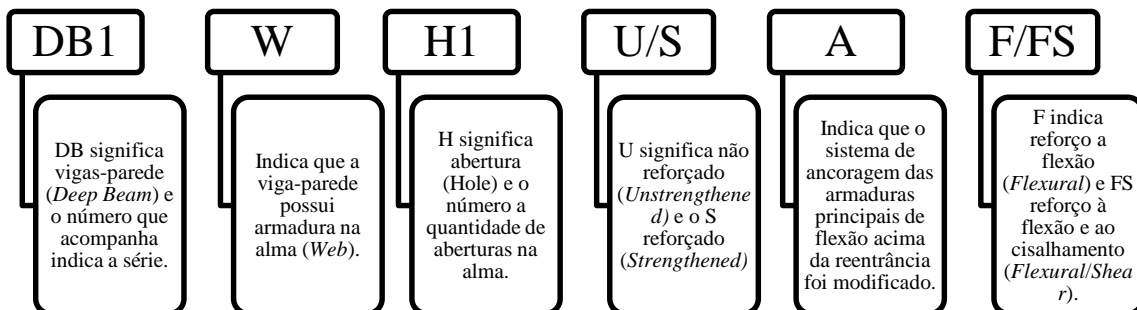 DB1
W
H1
U/S
A
F/FS
DB significa
vigas-parede
(Deep Beam) e
o número que
acompanha
indica a série.
Indica que a
viga-parede
possui
armadura na
alma (Web).
H significa
abertura
(Hole) e o
número a
quantidade de
aberturas na
alma.
U significa não
reforçado
(Unstrengthene
d) e o S
reforçado
(Strengthened)
Indica que o
sistema de
ancoragem das
armaduras
principais de
flexão acima
da reentrância
foi modificado.
F indica
reforço a
flexão
(Flexural) e FS
reforço à
flexão e ao
cisalhamento
(Flexural/Shea
r).